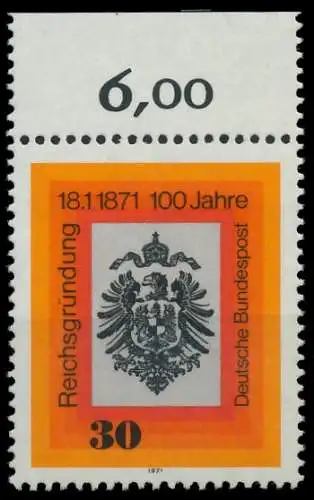 6,00
18.1.1871 100 Jahre
Reichsgründung
Deutsche Bundespost
30
1971